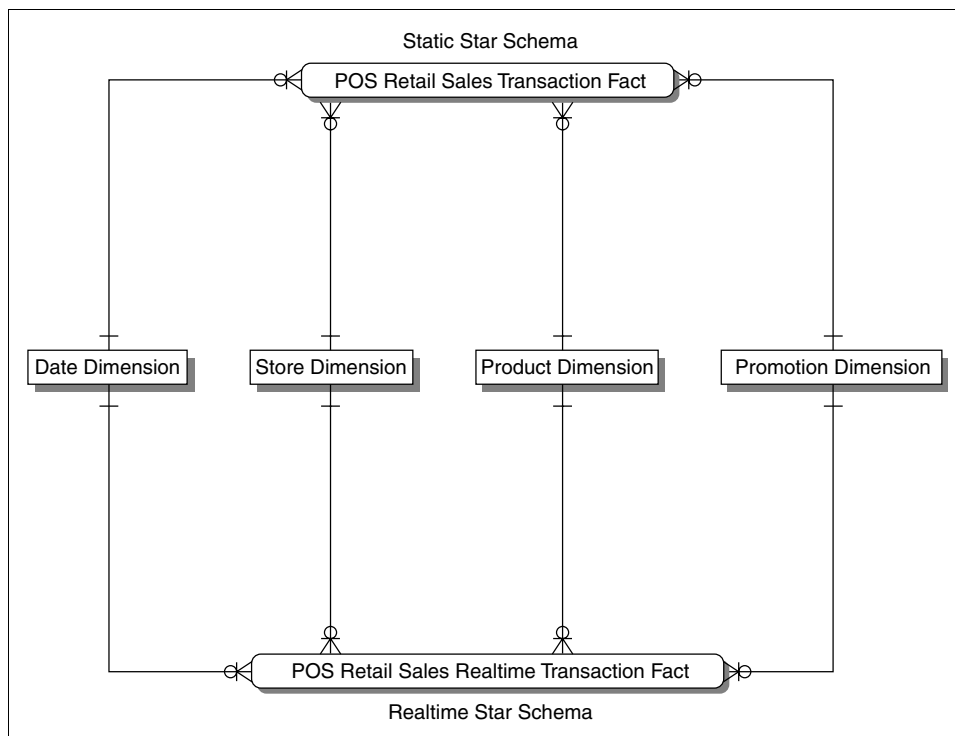 Static Star Schema
POS Retail Sales Transaction Fact
Date Dimension
Store Dimension
Product Dimension
Promotion Dimension
POS Retail Sales Realtime Transaction Fact
Realtime Star Schema